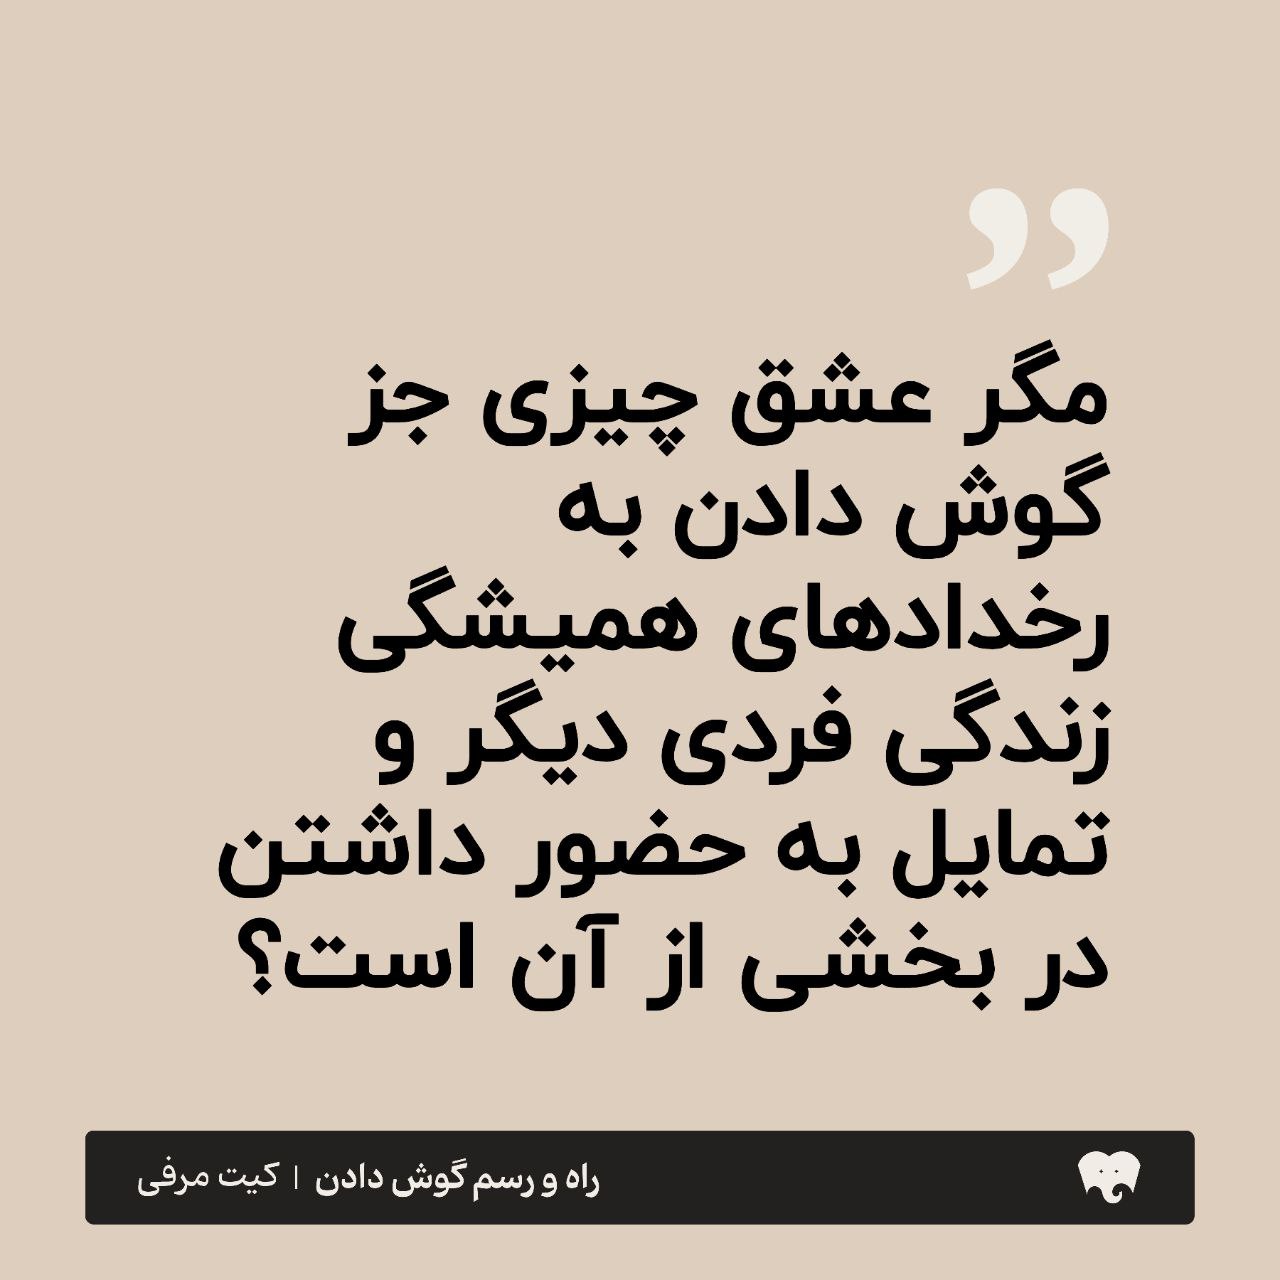 ”
مگر عشق چیزی جز
گوش دادن به
رخدادهای همیشگی
زندگی فردی دیگر و
تمایل به حضور داشتن
در بخشی از آن است؟
راه و رسم گوش دادن | کیت مرفی